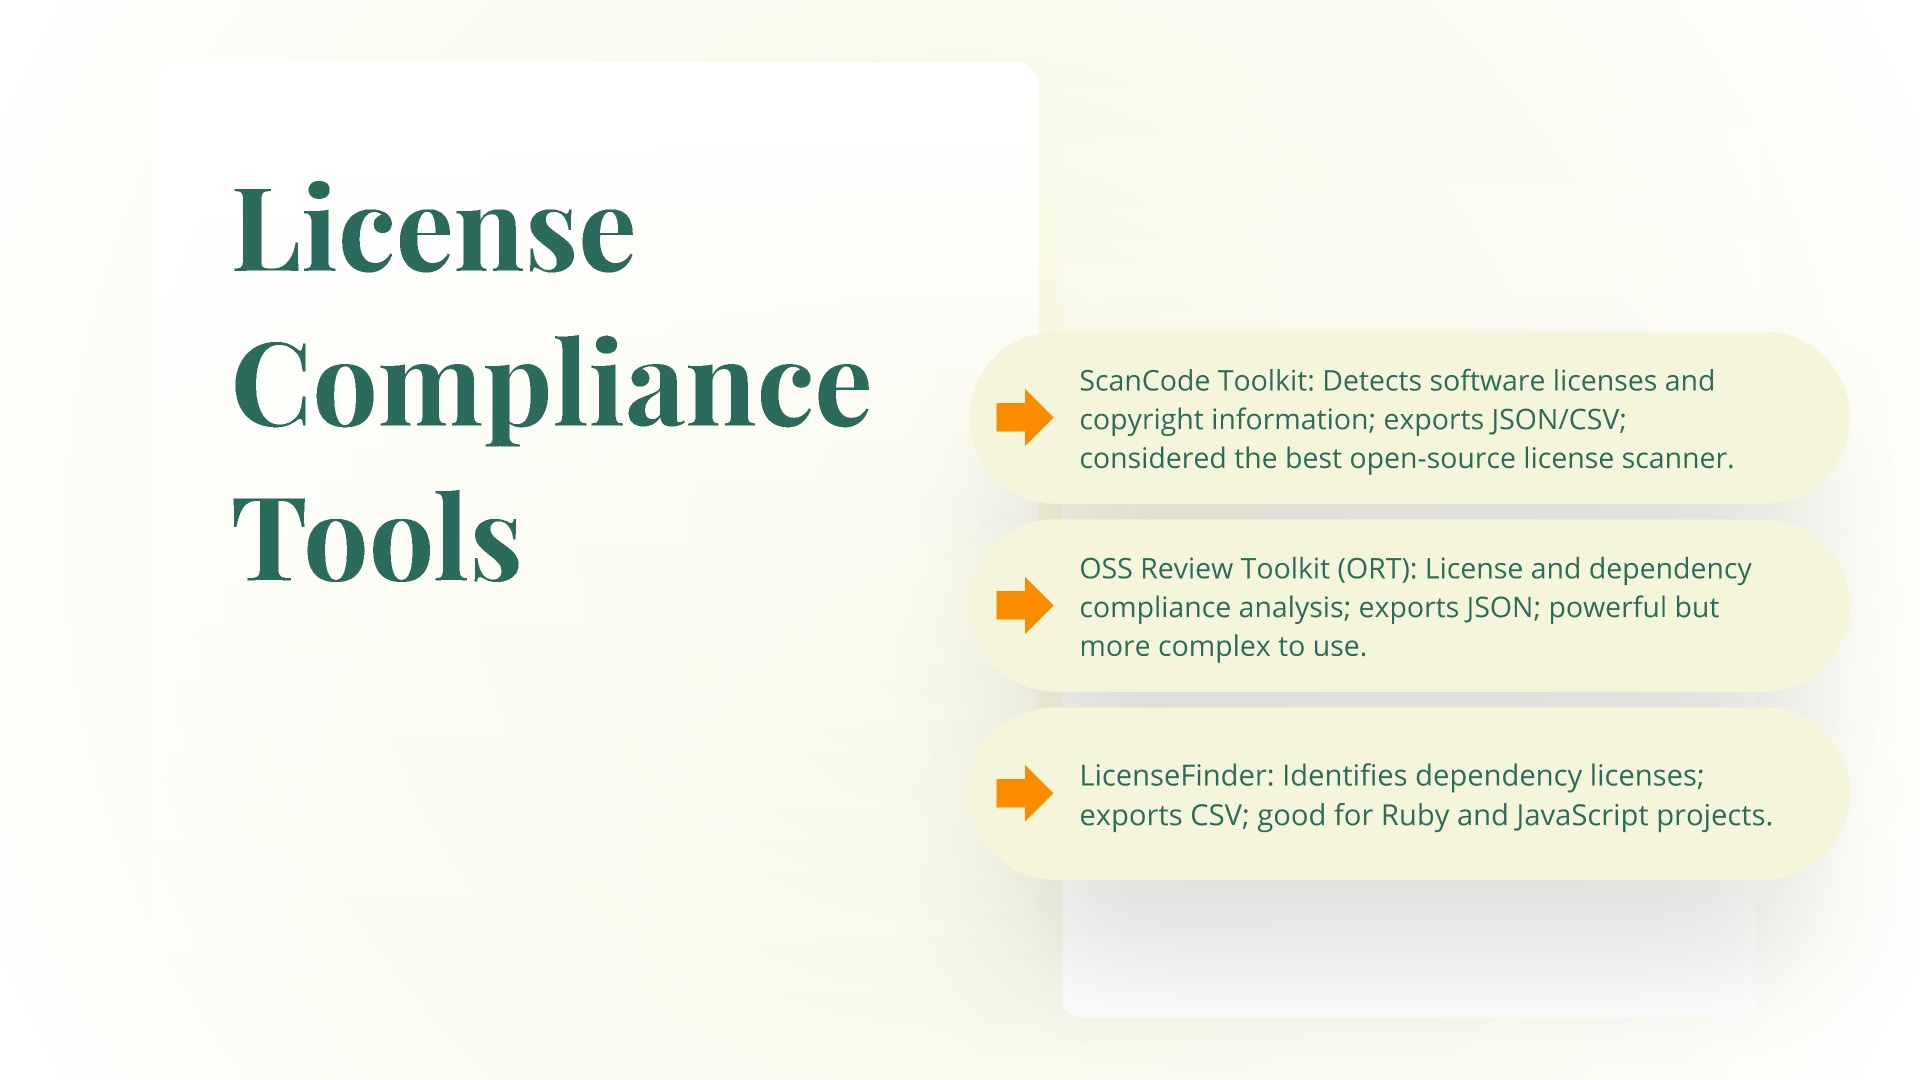 License
Compliance
Tools
ScanCode Toolkit: Detects software licenses and
copyright information; exports JSON/CSV;
considered the best open-source license scanner.
OSS Review Toolkit (ORT): License and dependency
compliance analysis; exports JSON; powerful but
more complex to use.
LicenseFinder: Identifies dependency licenses;
exports CSV; good for Ruby and JavaScript projects.